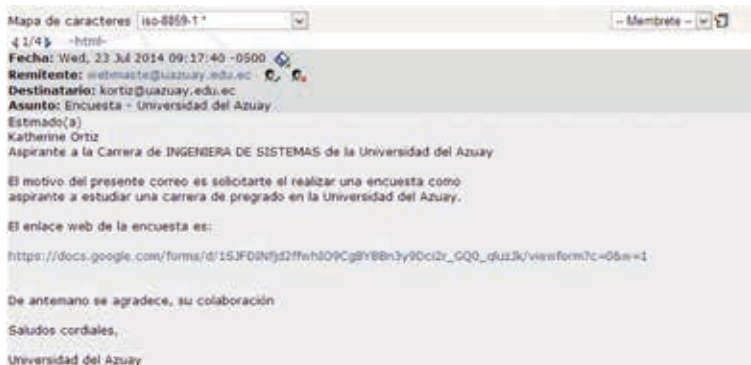 Mapa de caracteres iso-8859-1 * -- Membrete --
1/4 -html-
Fecha: Wed, 23 Jul 2014 09:17:40 -0500
Remitente: webmaste@uazuay.edu.ec
Destinatario: kortiz@uazuay.edu.ec
Asunto: Encuesta - Universidad del Azuay
Estimado(a)
Katherine Ortiz
Aspirante a la Carrera de INGENIERA DE SISTEMAS de la Universidad del Azuay
El motivo del presente correo es solicitarte el realizar una encuesta como
aspirante a estudiar una carrera de pregrado en la Universidad del Azuay.
El enlace web de la encuesta es:
De antemano se agradece, su colaboración
Saludos cordiales,
Universidad del Azuay